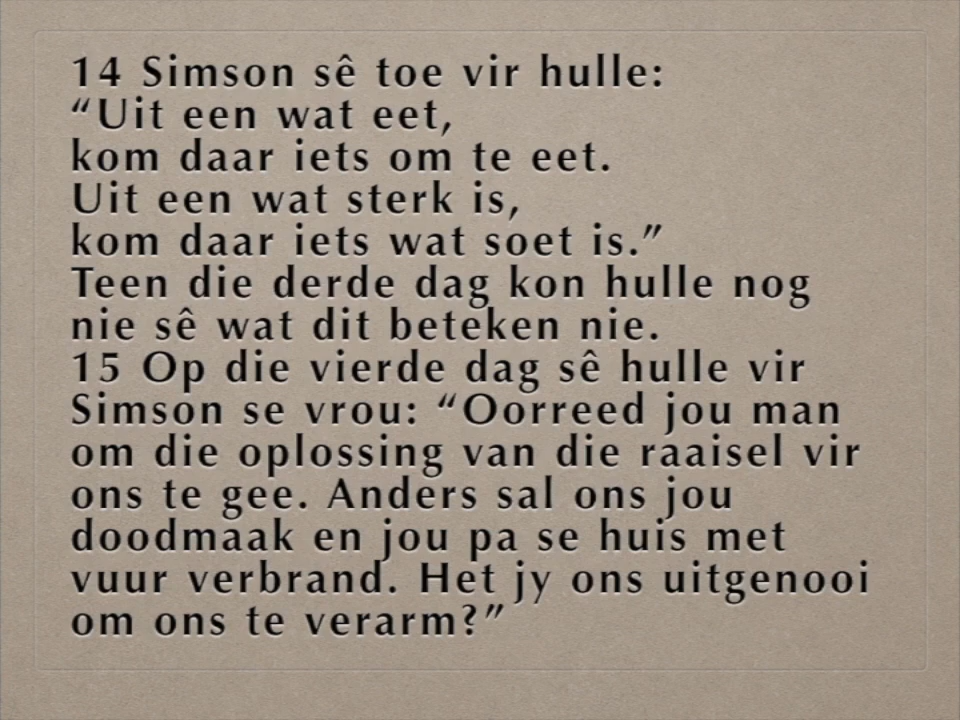 14 Simson sê toe vir hulle:
“Uit een wat eet,
kom daar iets om te eet.
Uit een wat sterk is,
kom daar iets wat soet is.”
Teen die derde dag kon hulle nog
nie sê wat dit beteken nie.
15 Op die vierde dag sê hulle vir
Simson se vrou: “Oorreed jou man
om die oplossing van die raaisel vir
ons te gee. Anders sal ons jou
doodmaak en jou pa se huis met
vuur verbrand. Het jy ons uitgenooi
om ons te verarm?”